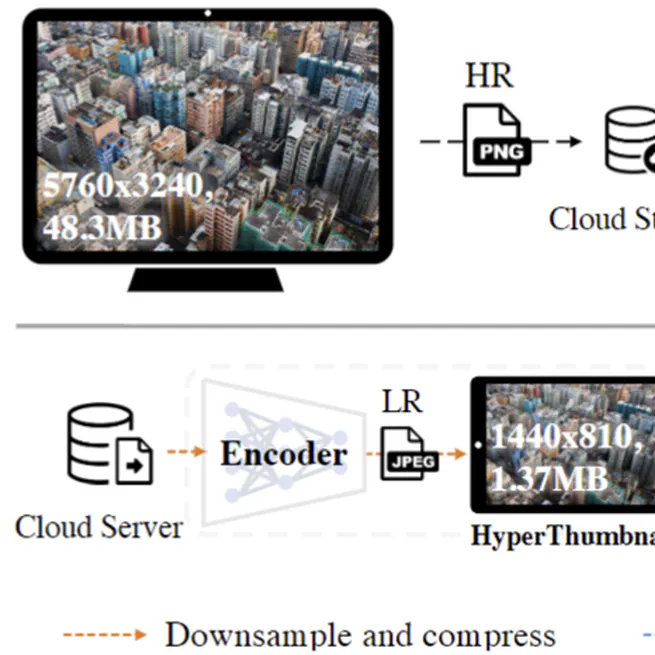 HR
PNG
5760x3240,
48.3MB
Cloud St
LR
JPEG
Encoder
1440x810,
1.37MB
Cloud Server
HyperThumbna
Downsample and compress